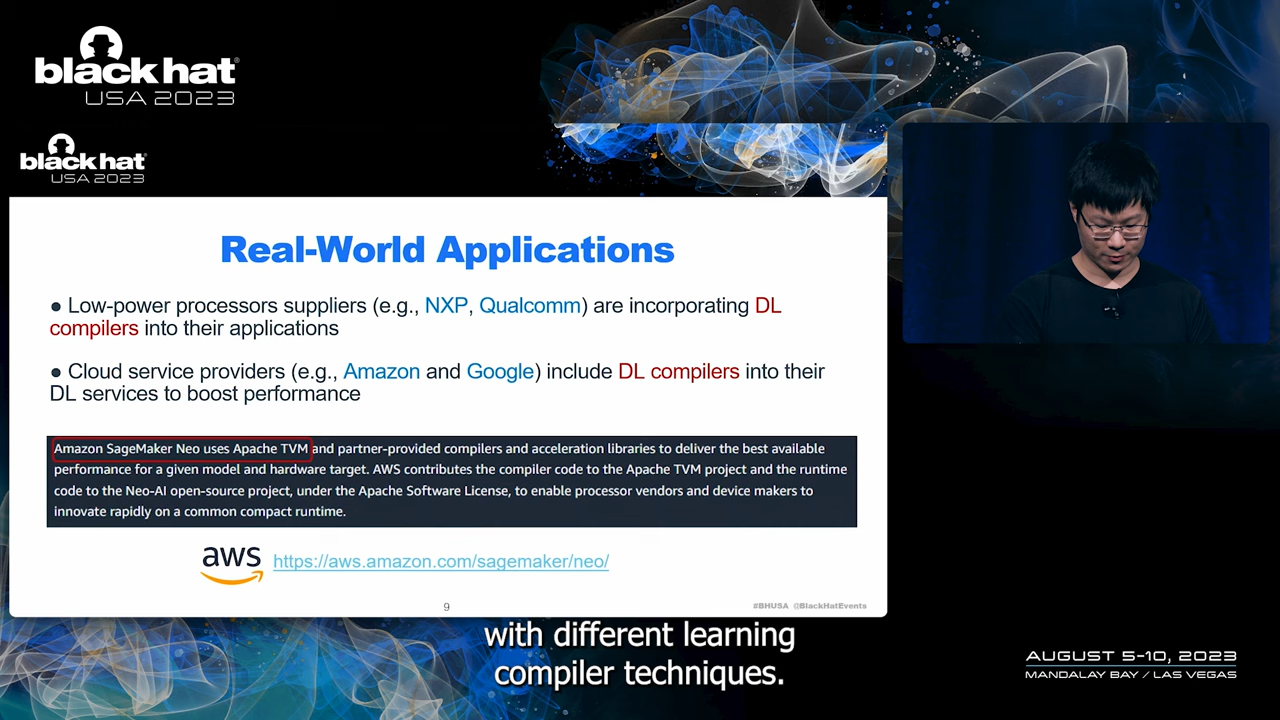 black hat®
USA 2023
black hat®
USA 2023
Real-World Applications
● Low-power processors suppliers (e.g., NXP, Qualcomm) are incorporating DL
compilers into their applications
● Cloud service providers (e.g., Amazon and Google) include DL compilers into their
DL services to boost performance
Amazon SageMaker Neo uses Apache TVM and partner-provided compilers and acceleration libraries to deliver the best available
performance for a given model and hardware target. AWS contributes the compiler code to the Apache TVM project and the runtime
code to the Neo-AI open-source project, under the Apache Software License, to enable processor vendors and device makers to
innovate rapidly on a common compact runtime.
aws https://aws.amazon.com/sagemaker/neo/
9
#BHUSA @BlackHatEvents
with different learning
compiler techniques.
AUGUST 5-10, 2023
MANDALAY BAY / LAS VEGAS